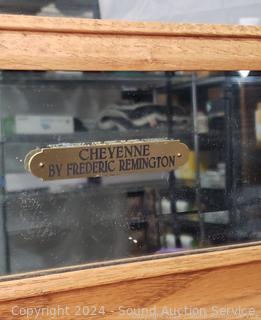 CHEYENNE
BY FREDERIC REMINGTON
Copyright 2024 - Sound Auction Service